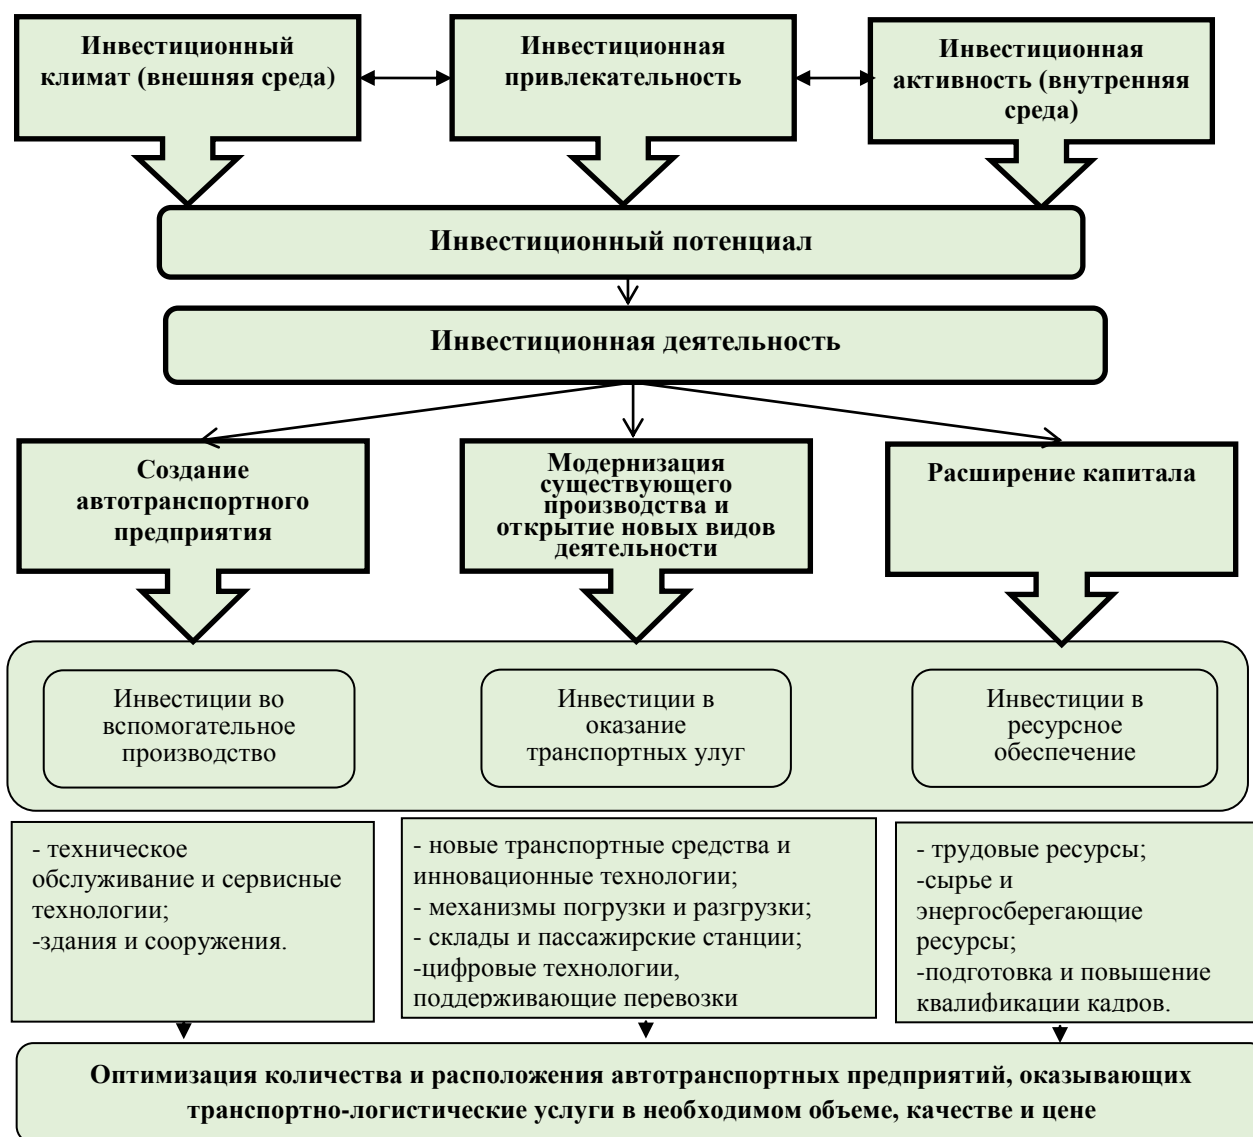 Инвестиционный
климат (внешняя среда)
Инвестиционная
привлекательность
Инвестиционная
активность (внутренняя
среда)
Инвестиционный потенциал
Инвестиционная деятельность
Создание
автотранспортного
предприятия
Модернизация
существующего
производства и
открытие новых видов
деятельности
Расширение капитала
Инвестиции во
вспомогательное
производство
Инвестиции в
оказание
транспортных улуг
Инвестиции в
ресурсное
обеспечение
- техническое
обслуживание и сервисные
технологии;
-здания и сооружения.
- новые транспортные средства и
инновационные технологии;
- механизмы погрузки и разгрузки;
- склады и пассажирские станции;
-цифровые технологии,
поддерживающие перевозки
- трудовые ресурсы;
-сырье и
энергосберегающие
ресурсы;
-подготовка и повышение
квалификации кадров.
Оптимизация количества и расположения автотранспортных предприятий, оказывающих
транспортно-логистические услуги в необходимом объеме, качестве и цене